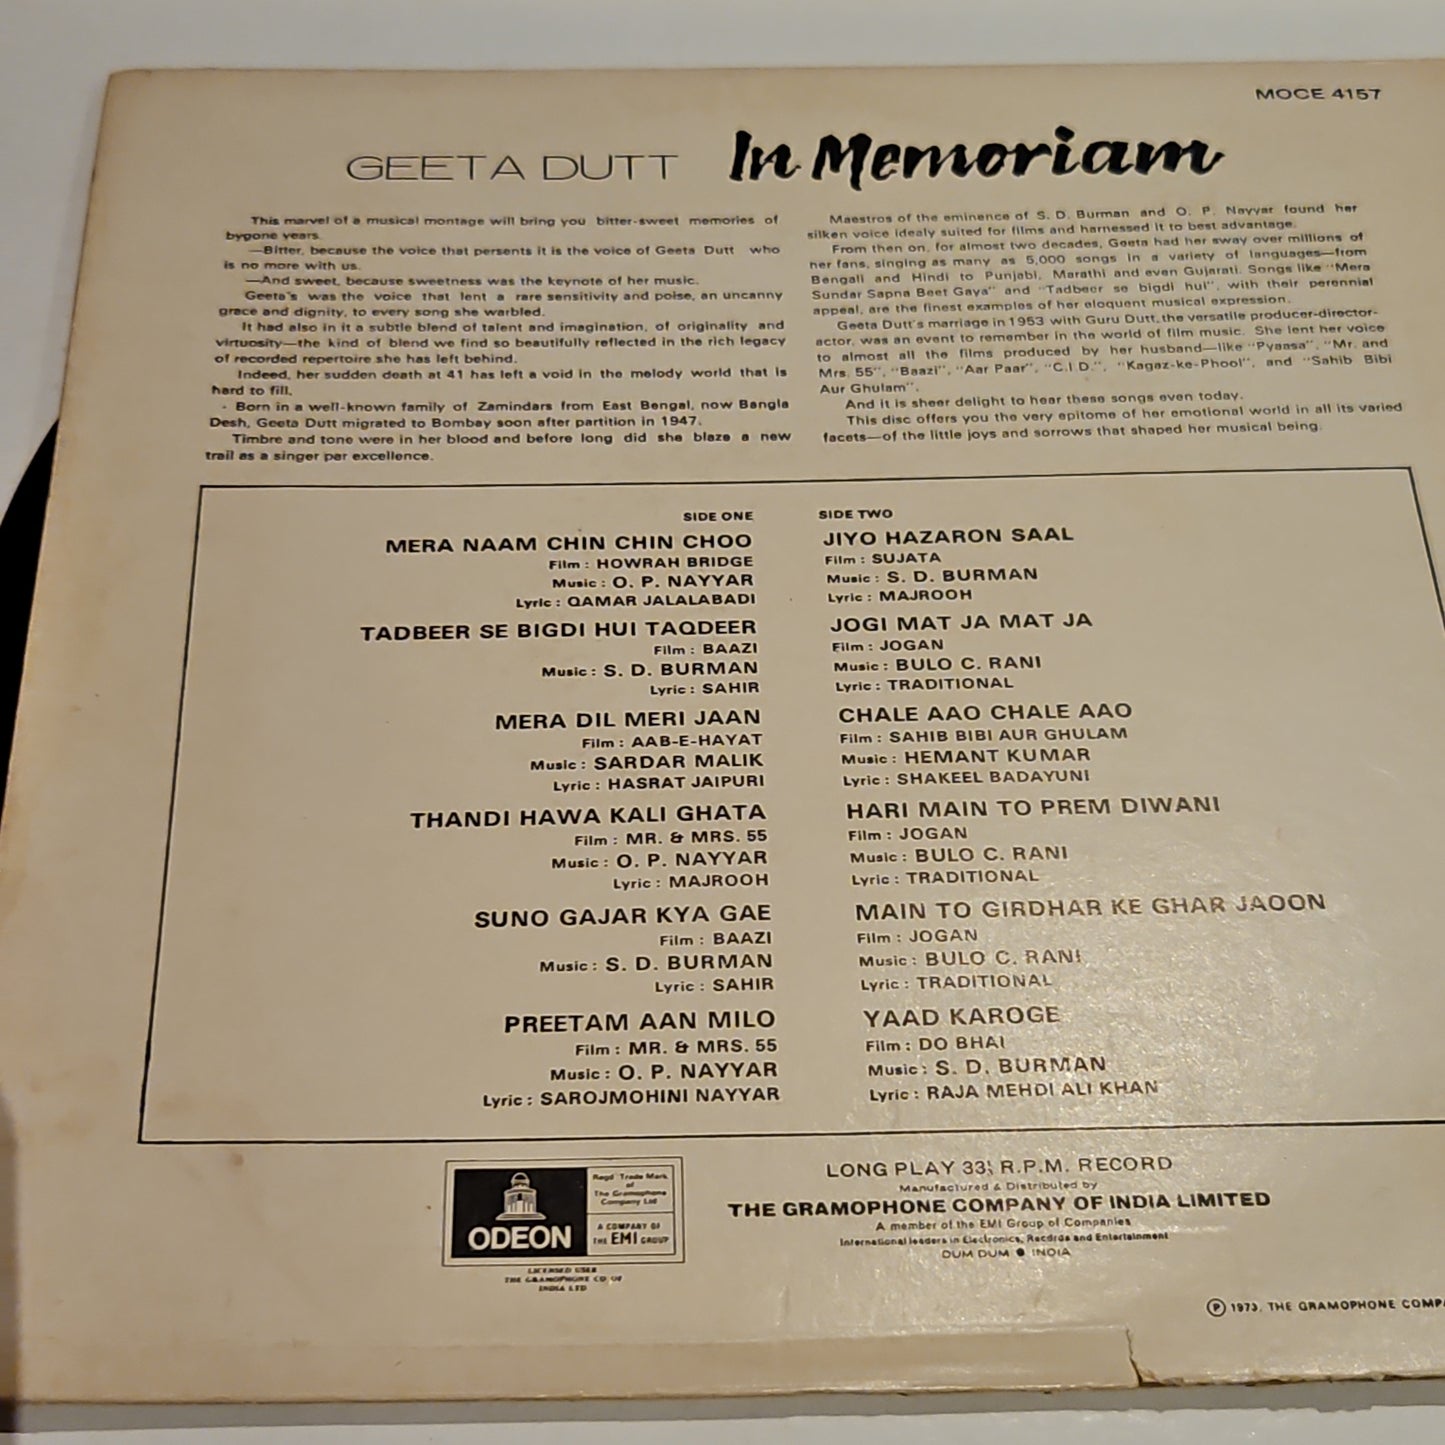 MOCE 4157
GEETA DUTT In Memoriam
This marvel of a musical montage will bring you bitter-sweet memories of
bygone years.
—Bitter, because the voice that persents it is the voice of Geeta Dutt who
is no more with us.
—And sweet, because sweetness was the keynote of her music.
Geeta's was the voice that lent a rare sensitivity and poise, an uncanny
grace and dignity, to every song she warbled.
It had also in it a subtle blend of talent and imagination, of originality and
virtuosity—the kind of blend we find so beautifully reflected in the rich legacy
of recorded repertoire she has left behind.
Indeed, her sudden death at 41 has left a void in the melody world that is
hard to fill.
Born in a well-known family of Zamindars from East Bengal, now Bangla
Desh, Geeta Dutt migrated to Bombay soon after partition in 1947.
Timbre and tone were in her blood and before long did she blaze a new
trail as a singer par excellence.
Maestros of the eminence of S. D. Burman and O. P. Nayyar found her
silken voice idealy suited for films and harnessed it to best advantage.
From then on, for almost two decades, Geeta had her sway over millions of
her fans, singing as many as 5,000 songs in a variety of languages—from
Bengali and Hindi to Punjabi, Marathi and even Gujarati. Songs like "Mera
Sundar Sapna Beet Gaya" and "Tadbeer se bigdi hui", with their perennial
appeal, are the finest examples of her eloquent musical expression.
Geeta Dutt's marriage in 1953 with Guru Dutt, the versatile producer-director-
actor, was an event to remember in the world of film music. She lent her voice
to almost all the films produced by her husband—like "Pyaasa", "Mr. and
Mrs. 55", "Baazi", "Aar Paar", "C.I.D.", "Kagaz-ke-Phool", and "Sahib Bibi
Aur Ghulam".
And it is sheer delight to hear these songs even today.
This disc offers you the very epitome of her emotional world in all its varied
facets—of the little joys and sorrows that shaped her musical being.
SIDE ONE
MERA NAAM CHIN CHIN CHOO
Film : HOWRAH BRIDGE
Music : O. P. NAYYAR
Lyric : QAMAR JALALABADI
TADBEER SE BIGDI HUI TAQDEER
Film : BAAZI
Music : S. D. BURMAN
Lyric : SAHIR
MERA DIL MERI JAAN
Film : AAB-E-HAYAT
Music : SARDAR MALIK
Lyric : HASRAT JAIPURI
THANDI HAWA KALI GHATA
Film : MR. & MRS. 55
Music : O. P. NAYYAR
Lyric : MAJROOH
SUNO GAJAR KYA GAE
Film : BAAZI
Music : S. D. BURMAN
Lyric : SAHIR
PREETAM AAN MILO
Film : MR. & MRS. 55
Music : O. P. NAYYAR
Lyric : SAROJMOHINI NAYYAR
SIDE TWO
JIYO HAZARON SAAL
Film : SUJATA
Music : S. D. BURMAN
Lyric : MAJROOH
JOGI MAT JA MAT JA
Film : JOGAN
Music : BULO C. RANI
Lyric : TRADITIONAL
CHALE AAO CHALE AAO
Film : SAHIB BIBI AUR GHULAM
Music : HEMANT KUMAR
Lyric : SHAKEEL BADAYUNI
HARI MAIN TO PREM DIWANI
Film : JOGAN
Music : BULO C. RANI
Lyric : TRADITIONAL
MAIN TO GIRDHAR KE GHAR JAOON
Film : JOGAN
Music : BULO C. RANI
Lyric : TRADITIONAL
YAAD KAROGE
Film : DO BHAI
Music : S. D. BURMAN
Lyric : RAJA MEHDI ALI KHAN
ODEON
Regd Trade Mark
of
The Gramophone
Company Ltd
A COMPANY OF
THE EMI GROUP
LICENSED USER
THE GRAMOPHONE CO OF
INDIA LTD
LONG PLAY 33⅓ R.P.M. RECORD
Manufactured & Distributed by
THE GRAMOPHONE COMPANY OF INDIA LIMITED
A member of the EMI Group of Companies
International leaders in Electronics, Records and Entertainment
DUM DUM ● INDIA
℗ 1973, THE GRAMOPHONE COMPA